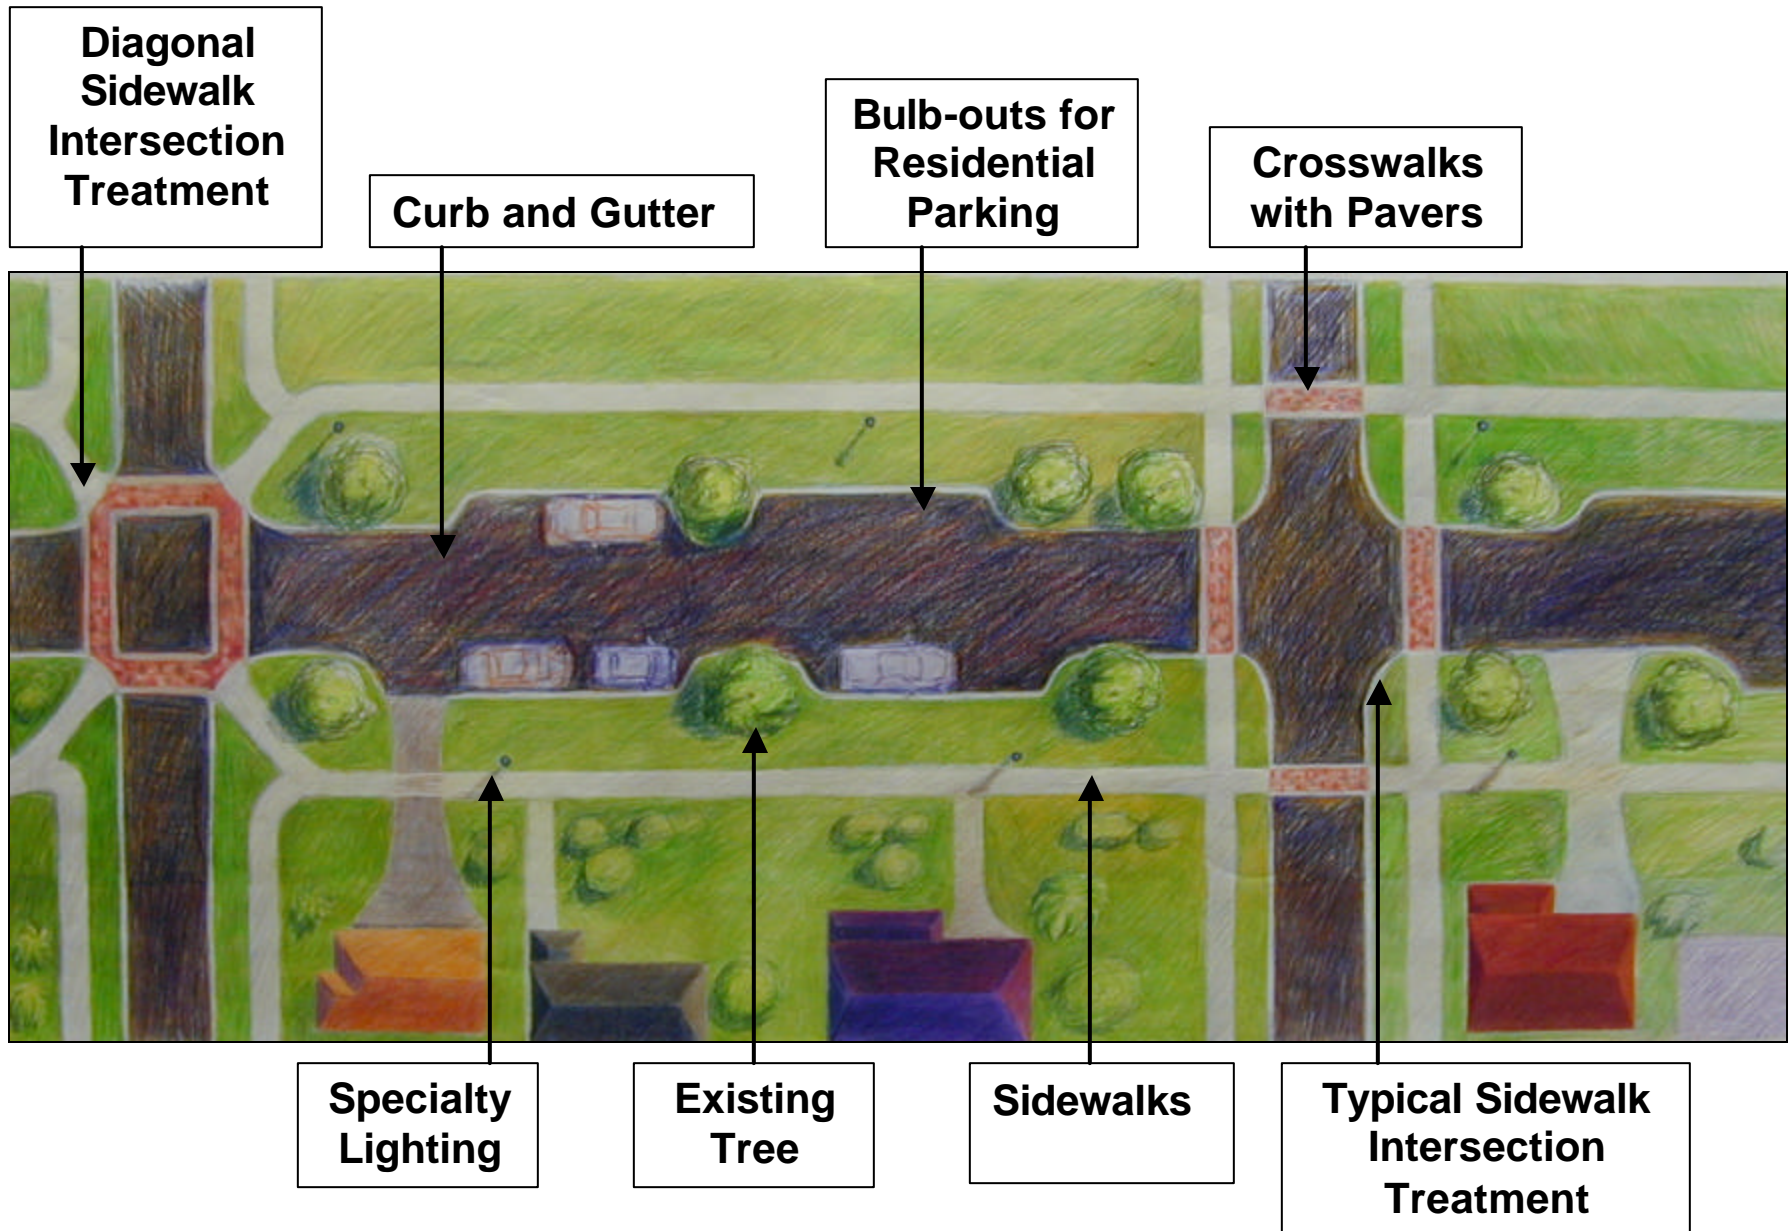 Diagonal
Sidewalk
Intersection
Treatment
Curb and Gutter
Bulb-outs for
Residential
Parking
Crosswalks
with Pavers
Specialty
Lighting
Existing
Tree
Sidewalks
Typical Sidewalk
Intersection
Treatment